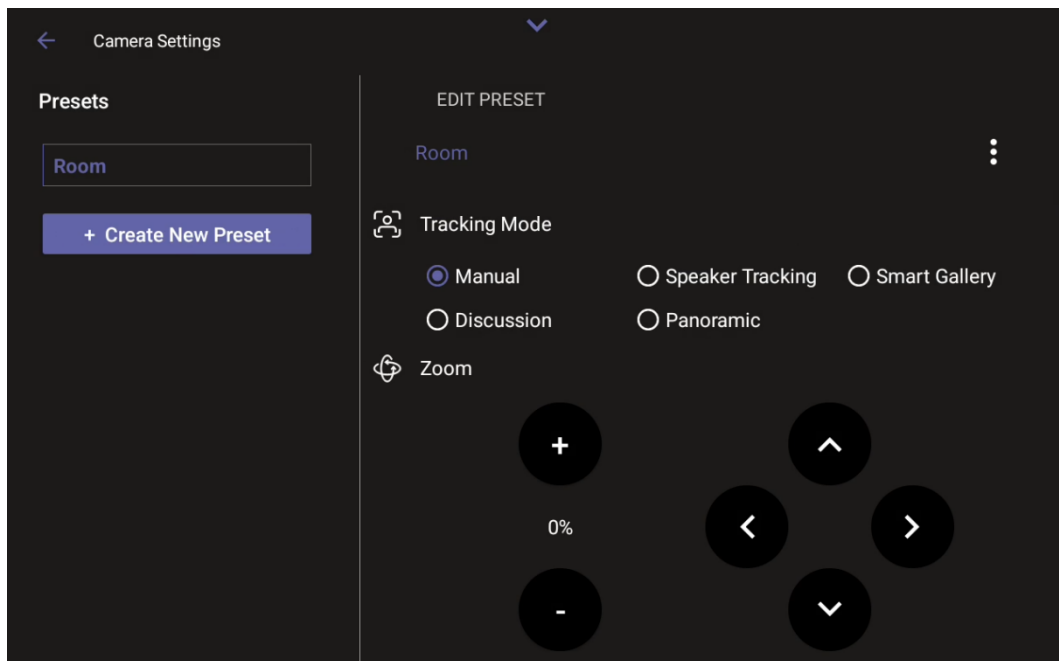 Camera Settings
Presets
Room
+ Create New Preset
EDIT PRESET
Room
Tracking Mode
Manual
Speaker Tracking
Smart Gallery
Discussion
Panoramic
Zoom
+
0%
-